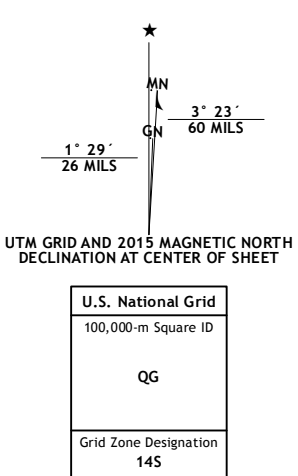 ★
MN
3° 23´
60 MILS
GN
1° 29´
26 MILS
UTM GRID AND 2015 MAGNETIC NORTH
DECLINATION AT CENTER OF SHEET
U.S. National Grid
100,000-m Square ID
QG
Grid Zone Designation
14S